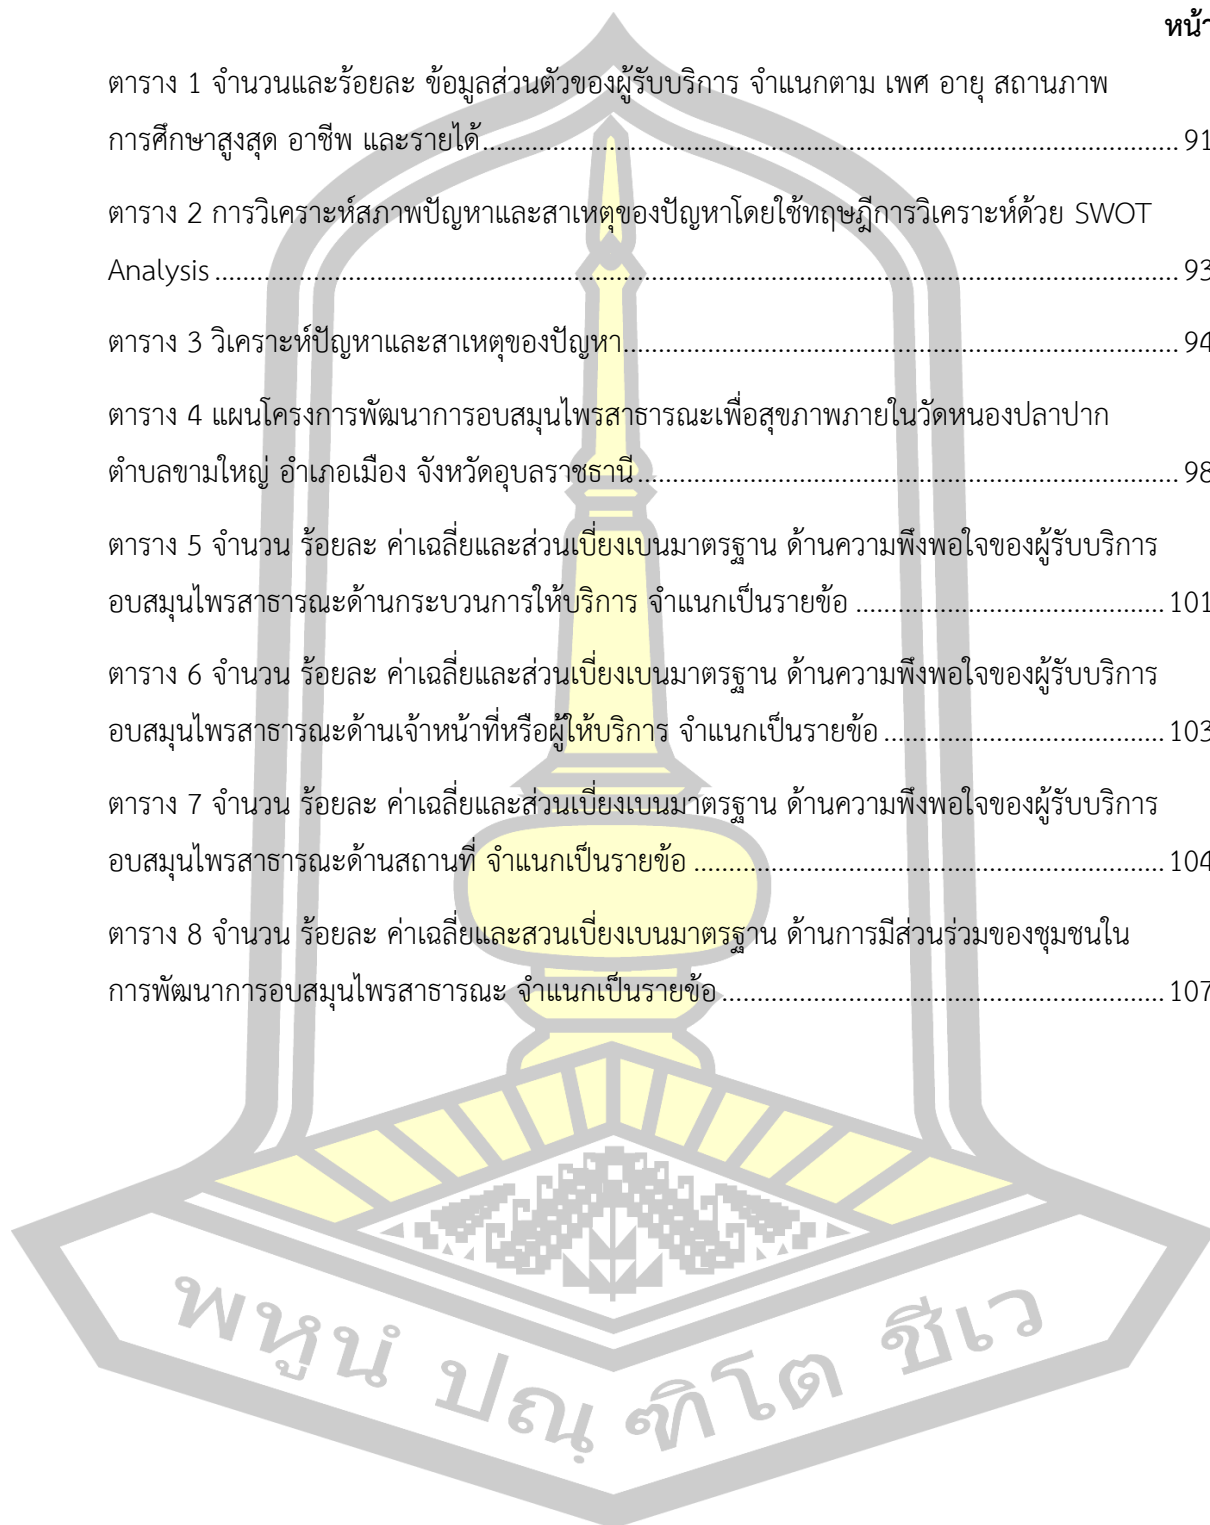 หน้า
ตาราง 1 จำนวนและร้อยละ ข้อมูลส่วนตัวของผู้รับบริการ จำแนกตาม เพศ อายุ สถานภาพ
การศึกษาสูงสุด อาชีพ และรายได้ 91
ตาราง 2 การวิเคราะห์สภาพปัญหาและสาเหตุของปัญหาโดยใช้ทฤษฎีการวิเคราะห์ด้วย SWOT
Analysis 93
ตาราง 3 วิเคราะห์ปัญหาและสาเหตุของปัญหา 94
ตาราง 4 แผนโครงการพัฒนาการอบสมุนไพรสาธารณะเพื่อสุขภาพภายในวัดหนองปลาปาก
ตำบลขามใหญ่ อำเภอเมือง จังหวัดอุบลราชธานี 98
ตาราง 5 จำนวน ร้อยละ ค่าเฉลี่ยและส่วนเบี่ยงเบนมาตรฐาน ด้านความพึงพอใจของผู้รับบริการ
อบสมุนไพรสาธารณะด้านกระบวนการให้บริการ จำแนกเป็นรายข้อ 101
ตาราง 6 จำนวน ร้อยละ ค่าเฉลี่ยและส่วนเบี่ยงเบนมาตรฐาน ด้านความพึงพอใจของผู้รับบริการ
อบสมุนไพรสาธารณะด้านเจ้าหน้าที่หรือผู้ให้บริการ จำแนกเป็นรายข้อ 103
ตาราง 7 จำนวน ร้อยละ ค่าเฉลี่ยและส่วนเบี่ยงเบนมาตรฐาน ด้านความพึงพอใจของผู้รับบริการ
อบสมุนไพรสาธารณะด้านสถานที่ จำแนกเป็นรายข้อ 104
ตาราง 8 จำนวน ร้อยละ ค่าเฉลี่ยและสวนเบี่ยงเบนมาตรฐาน ด้านการมีส่วนร่วมของชุมชนใน
การพัฒนาการอบสมุนไพรสาธารณะ จำแนกเป็นรายข้อ 107
พหูนํ ปณฺฑิโต ชีเว